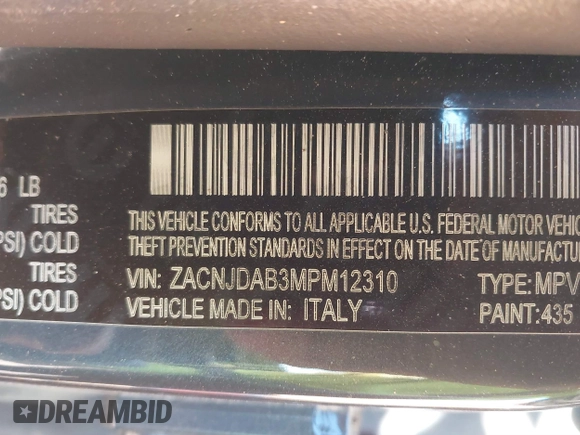 6 LB
TIRES
PSI) COLD
TIRES
PSI) COLD
THIS VEHICLE CONFORMS TO ALL APPLICABLE U.S. FEDERAL MOTOR VEHIC
THEFT PREVENTION STANDARDS IN EFFECT ON THE DATE OF MANUFACTUR
VIN: ZACNJDAB3MPM12310
TYPE: MPV
VEHICLE MADE IN: ITALY
PAINT: 435
DREAMBID